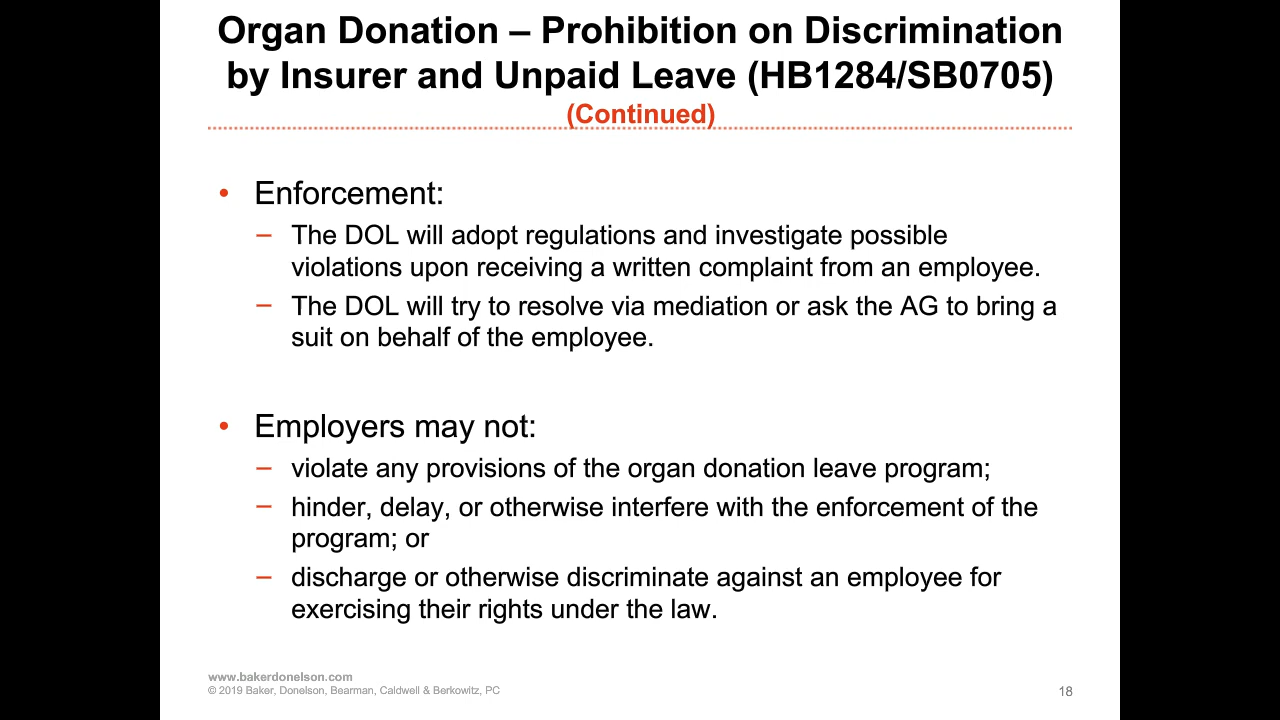 Organ Donation – Prohibition on Discrimination
by Insurer and Unpaid Leave (HB1284/SB0705)
(Continued)
• Enforcement:
– The DOL will adopt regulations and investigate possible
violations upon receiving a written complaint from an employee.
– The DOL will try to resolve via mediation or ask the AG to bring a
suit on behalf of the employee.
• Employers may not:
– violate any provisions of the organ donation leave program;
– hinder, delay, or otherwise interfere with the enforcement of the
program; or
– discharge or otherwise discriminate against an employee for
exercising their rights under the law.
www.bakerdonelson.com
© 2019 Baker, Donelson, Bearman, Caldwell & Berkowitz, PC
18